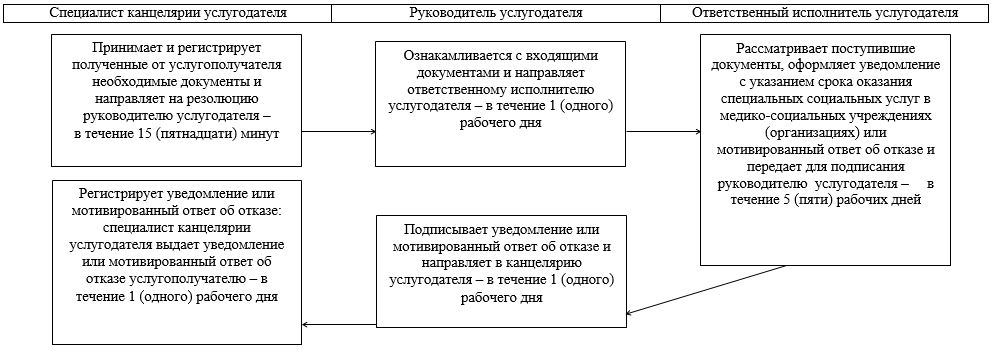 Специалист канцелярии услугодателя
Руководитель услугодателя
Ответственный исполнитель услугодателя
Принимает и регистрирует
полученные от услугополучателя
необходимые документы и
направляет на резолюцию
руководителю услугодателя –
в течение 15 (пятнадцати) минут
Ознакамливается с входящими
документами и направляет
ответственному исполнителю
услугодателя – в течение 1 (одного)
рабочего дня
Рассматривает поступившие
документы, оформляет уведомление
с указанием срока оказания
специальных социальных услуг в
медико-социальных учреждениях
(организациях) или
мотивированный ответ об отказе и
передает для подписания
руководителю услугодателя – в
течение 5 (пяти) рабочих дней
Подписывает уведомление или
мотивированный ответ об отказе и
направляет в канцелярию
услугодателя – в течение 1 (одного)
рабочего дня
Регистрирует уведомление или
мотивированный ответ об отказе:
специалист канцелярии
услугодателя выдает уведомление
или мотивированный ответ об
отказе услугополучателю – в
течение 1 (одного) рабочего дня